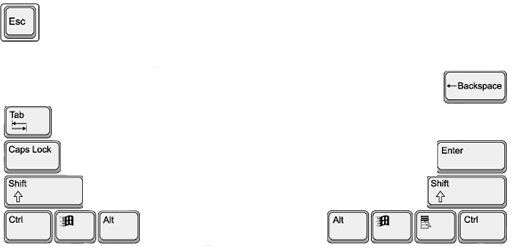 Esc
←Backspace
Tab
Caps Lock
Enter
Shift
Shift
Ctrl
Alt
Alt
Ctrl